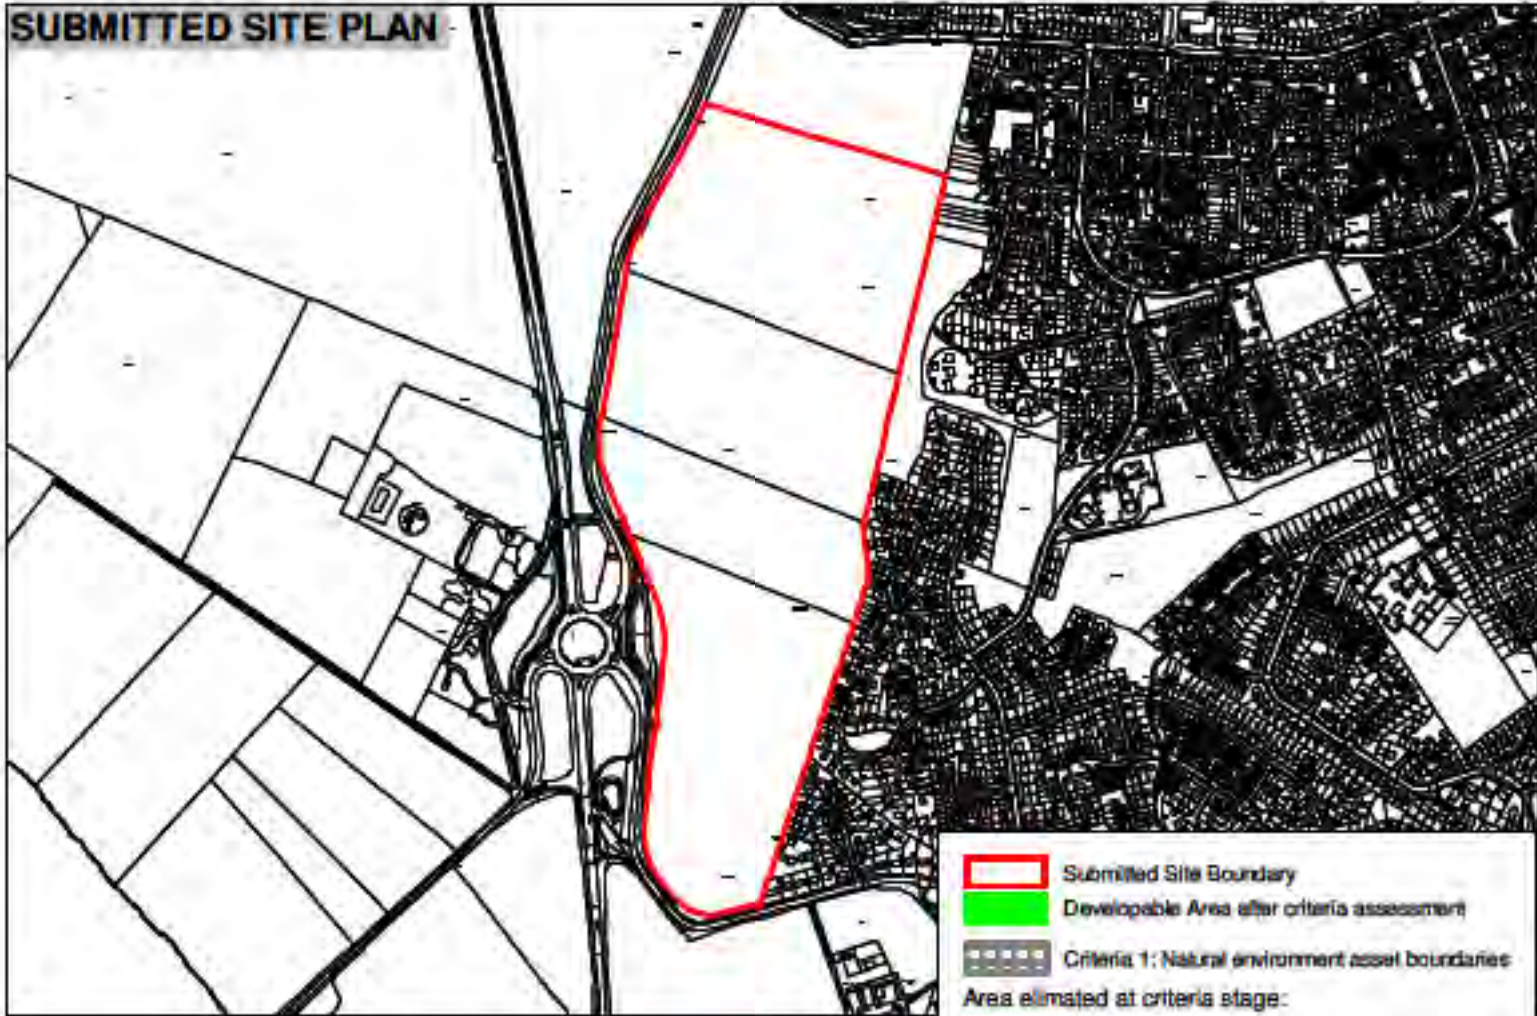 SUBMITTED SITE PLAN
Submitted Site Boundary
Developable Area after criteria assessment
Criteria 1: Natural environment asset boundaries
Area elimated at criteria stage: